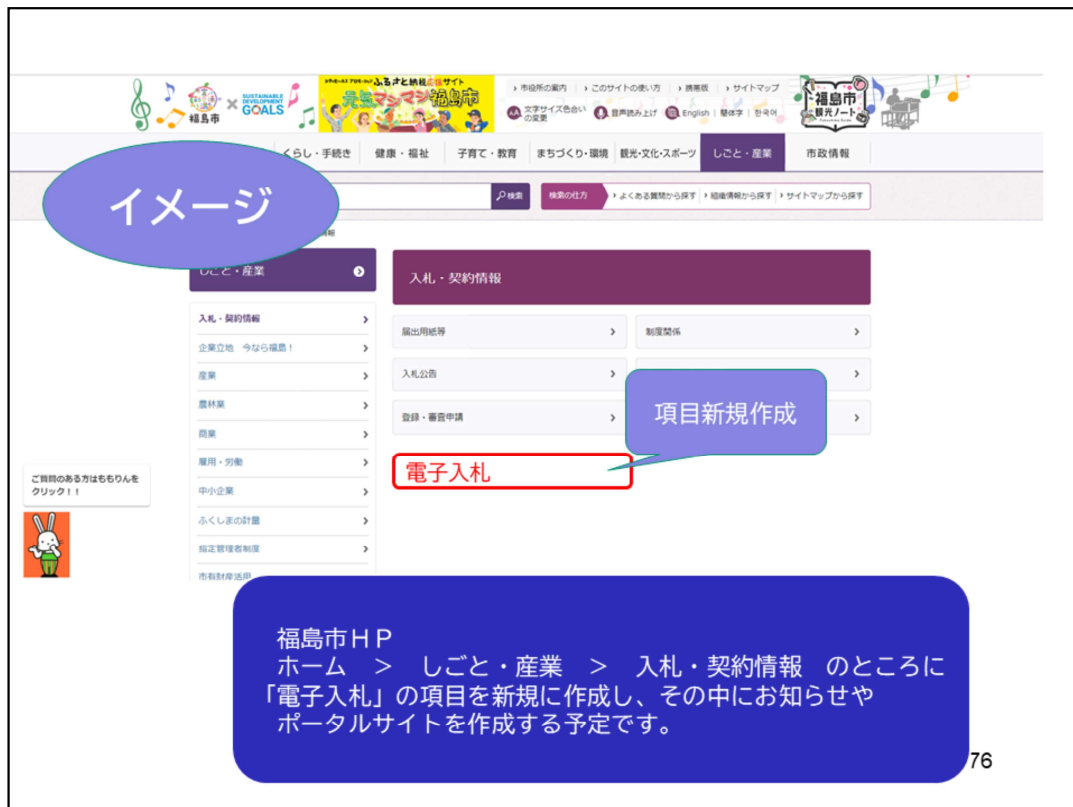 福島市
SUSTAINABLE
DEVELOPMENT
GOALS
ふるさと納税応援サイト
元気マシマシ福島市
市役所の案内
このサイトの使い方
携帯版
サイトマップ
文字サイズ色合い
の変更
音声読み上げ
English
簡体字
한국어
福島市
観光ノート
くらし・手続き
健康・福祉
子育て・教育
まちづくり・環境
観光・文化・スポーツ
しごと・産業
市政情報
イメージ
検索
検索の仕方
よくある質問から探す
組織情報から探す
サイトマップから探す
しごと・産業
入札・契約情報
入札・契約情報
企業立地 今なら福島！
産業
農林業
商業
雇用・労働
中小企業
ふくしまの計量
指定管理者制度
市有財産活用
届出用紙等
制度関係
入札公告
登録・審査申請
項目新規作成
電子入札
ご質問のある方はももりんを
クリック！！
福島市ＨＰ
ホーム ＞ しごと・産業 ＞ 入札・契約情報 のところに
「電子入札」の項目を新規に作成し、その中にお知らせや
ポータルサイトを作成する予定です。
76